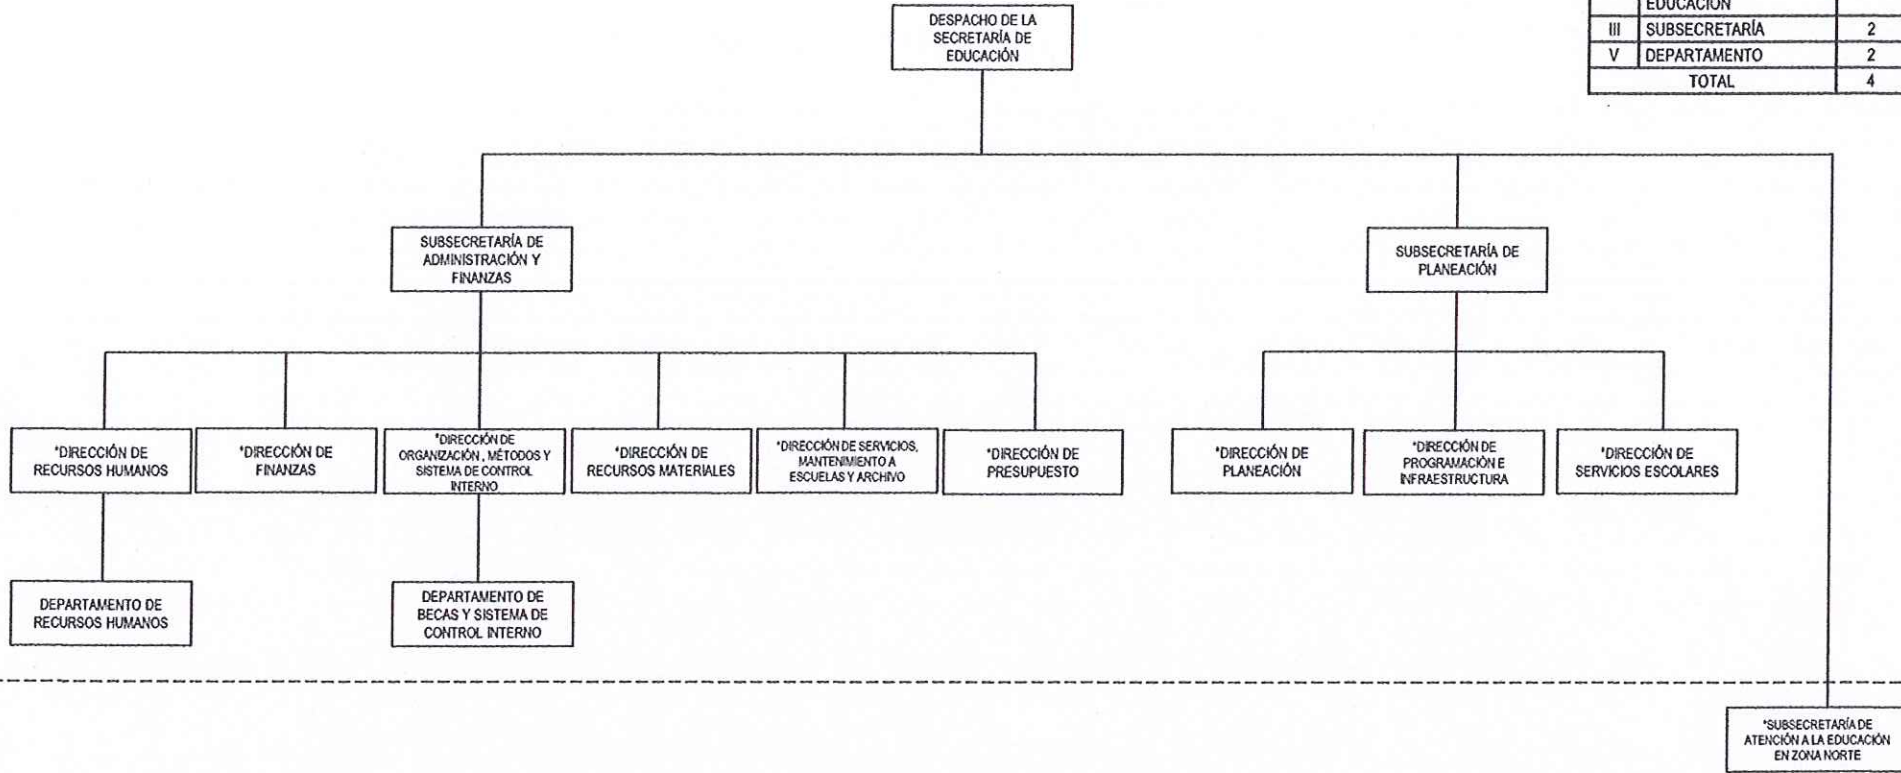 DESPACHO DE LA
SECRETARÍA DE
EDUCACIÓN
EDUCACIÓN
III SUBSECRETARÍA 2
V DEPARTAMENTO 2
TOTAL 4
SUBSECRETARÍA DE
ADMINISTRACIÓN Y
FINANZAS
SUBSECRETARÍA DE
PLANEACIÓN
*DIRECCIÓN DE
RECURSOS HUMANOS
*DIRECCIÓN DE
FINANZAS
*DIRECCIÓN DE
ORGANIZACIÓN, MÉTODOS Y
SISTEMA DE CONTROL
INTERNO
*DIRECCIÓN DE
RECURSOS MATERIALES
*DIRECCIÓN DE SERVICIOS,
MANTENIMIENTO A
ESCUELAS Y ARCHIVO
*DIRECCIÓN DE
PRESUPUESTO
*DIRECCIÓN DE
PLANEACIÓN
*DIRECCIÓN DE
PROGRAMACIÓN E
INFRAESTRUCTURA
*DIRECCIÓN DE
SERVICIOS ESCOLARES
DEPARTAMENTO DE
RECURSOS HUMANOS
DEPARTAMENTO DE
BECAS Y SISTEMA DE
CONTROL INTERNO
*SUBSECRETARÍA DE
ATENCIÓN A LA EDUCACIÓN
EN ZONA NORTE